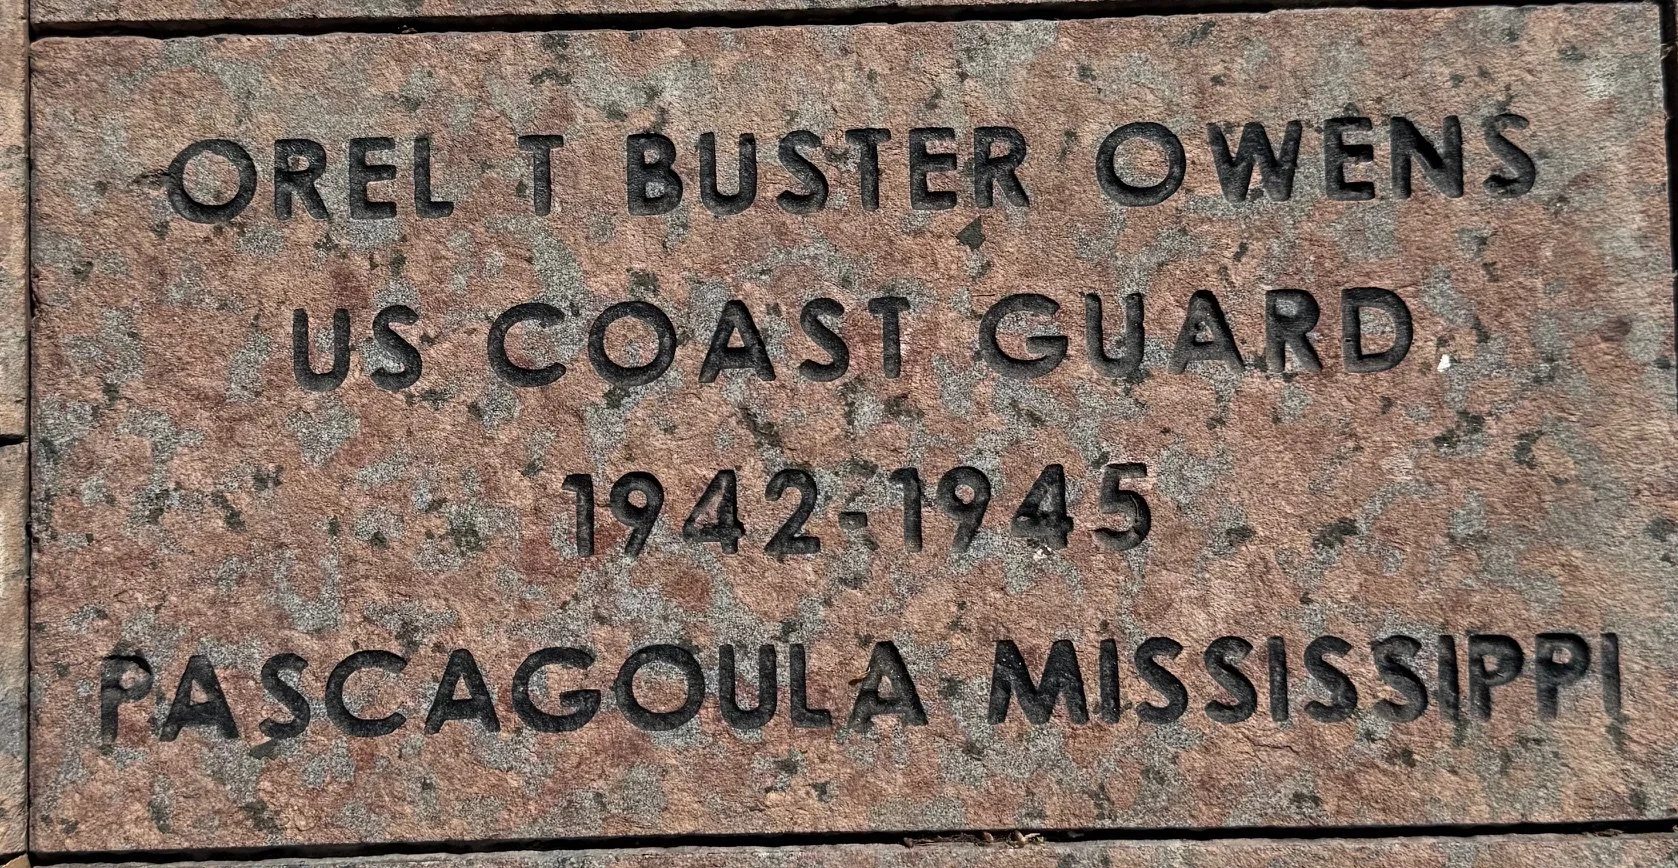 OREL T BUSTER OWENS
US COAST GUARD
1942-1945
PASCAGOULA MISSISSIPPI